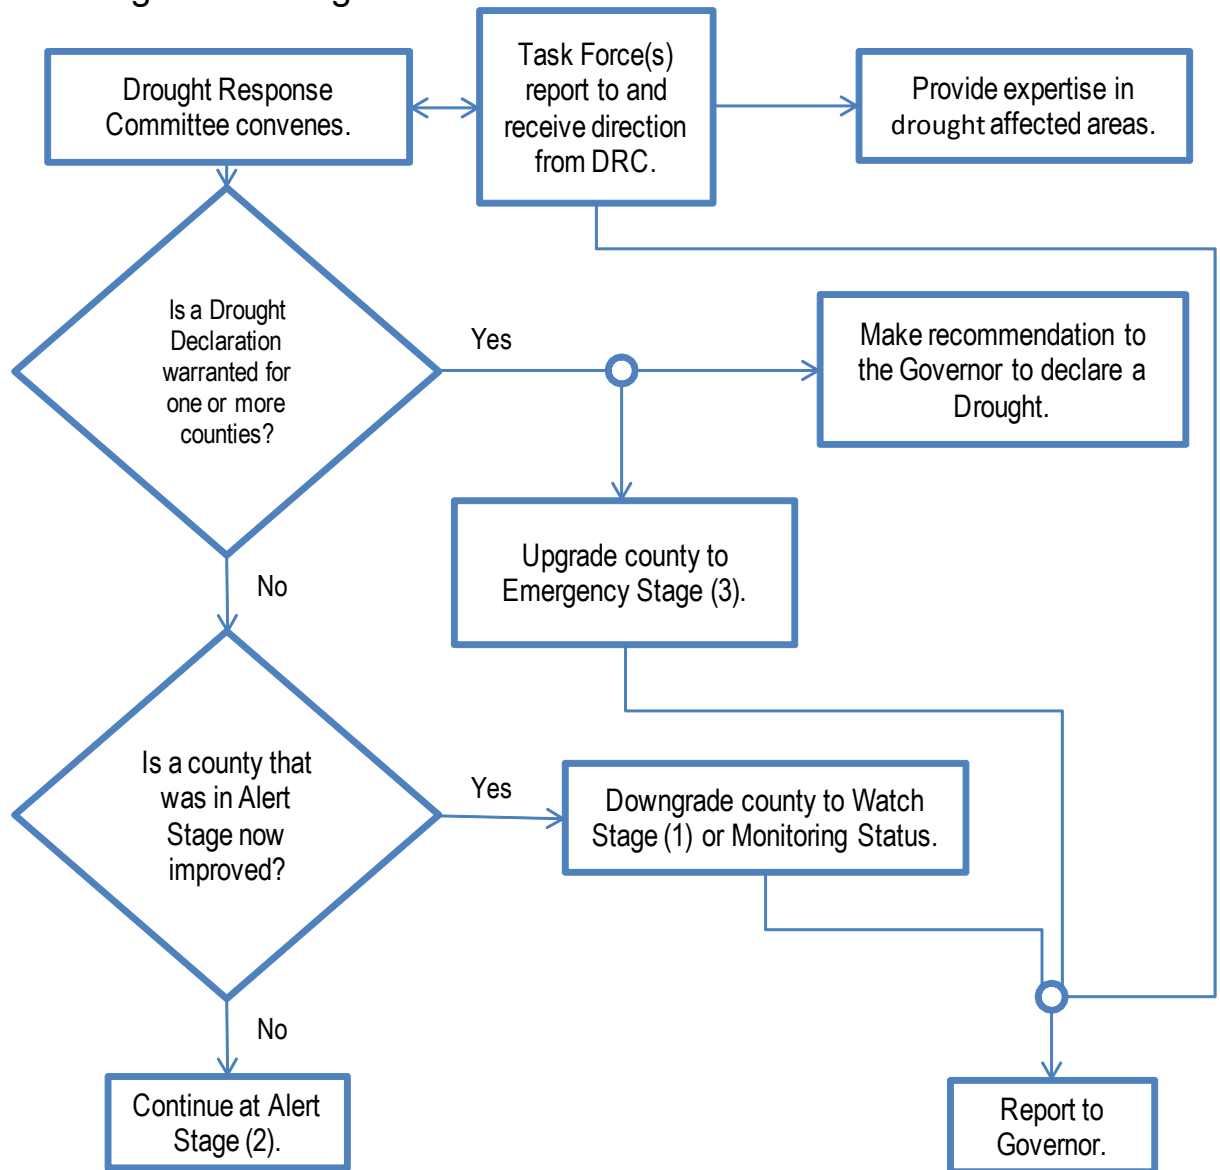 Drought Response
Committee convenes.
Task Force(s)
report to and
receive direction
from DRC.
Provide expertise in
drought affected areas.
Is a Drought
Declaration
warranted for
one or more
counties?
Yes
Make recommendation to
the Governor to declare a
Drought.
Upgrade county to
Emergency Stage (3).
No
Is a county that
was in Alert
Stage now
improved?
Yes
Downgrade county to Watch
Stage (1) or Monitoring Status.
No
Continue at Alert
Stage (2).
Report to
Governor.